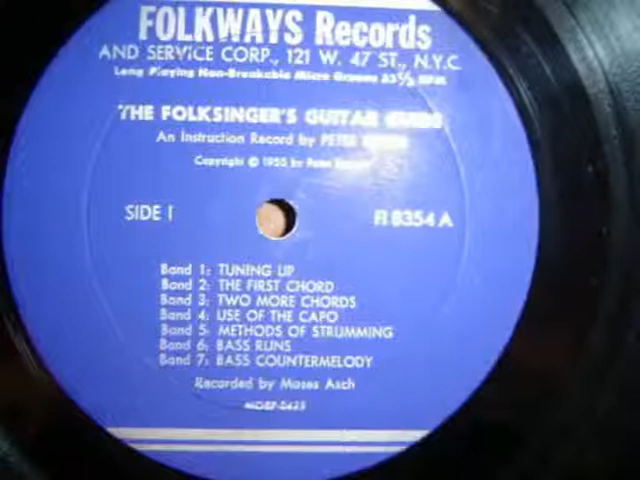 FOLKWAYS Records
AND SERVICE CORP., 121 W. 47 ST., N.Y.C.
Long Playing Non-Breakable Micro Groove 33⅓ RPM
THE FOLKSINGER'S GUITAR GUIDE
An Instruction Record by PETER
Copyright © 1955 by Peter
SIDE I
FI 8354 A
Band 1: TUNING UP
Band 2: THE FIRST CHORD
Band 3: TWO MORE CHORDS
Band 4: USE OF THE CAPO
Band 5: METHODS OF STRUMMING
Band 6: BASS RUNS
Band 7: BASS COUNTERMELODY
Recorded by Moses Asch